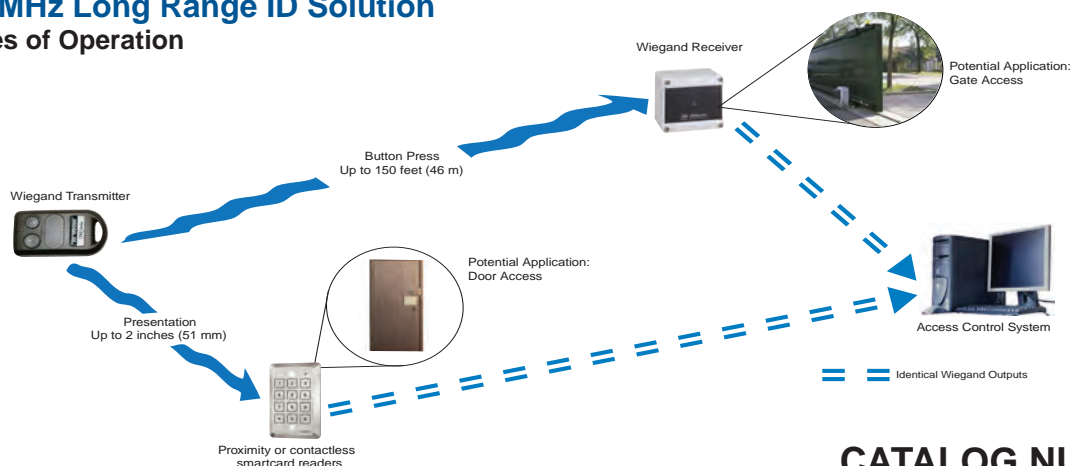 MHz Long Range ID Solution
es of Operation
Wiegand Receiver
Potential Application:
Gate Access
Button Press
Up to 150 feet (46 m)
Wiegand Transmitter
Potential Application:
Door Access
Presentation
Up to 2 inches (51 mm)
Access Control System
Identical Wiegand Outputs
Proximity or contactless
smartcard readers
CATALOG NU